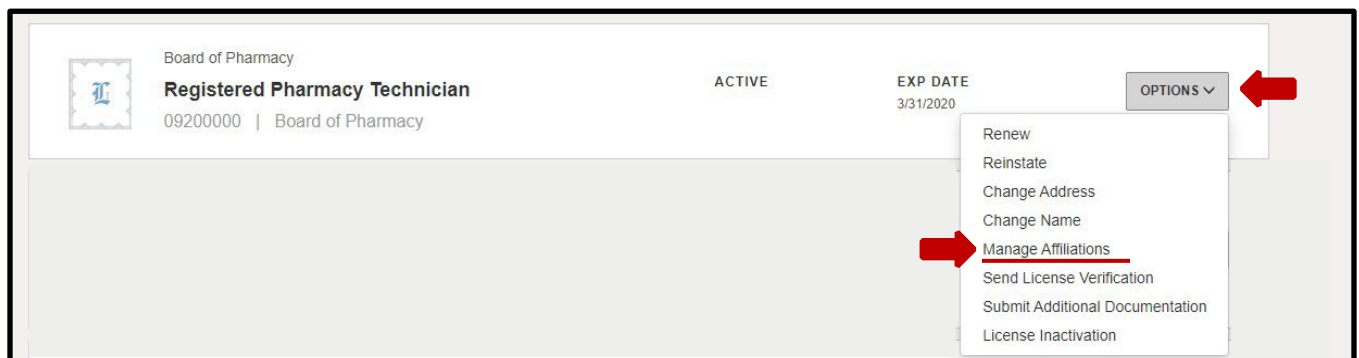 Board of Pharmacy
L
Registered Pharmacy Technician
09200000 | Board of Pharmacy
ACTIVE
EXP DATE
3/31/2020
OPTIONS
Renew
Reinstate
Change Address
Change Name
Manage Affiliations
Send License Verification
Submit Additional Documentation
License Inactivation